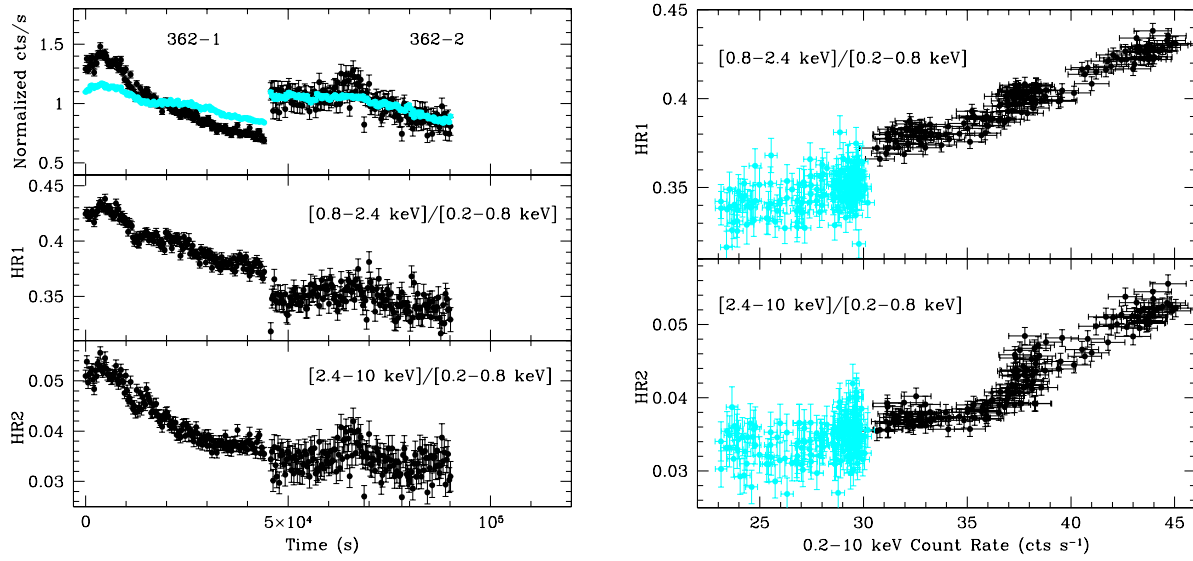 362-1
362-2
Normalized cts/s
1.5
1
0.5
[0.8-2.4 keV]/[0.2-0.8 keV]
HR1
0.45
0.4
0.35
[2.4-10 keV]/[0.2-0.8 keV]
HR2
0.05
0.04
0.03
0
5×10⁴
10⁵
Time (s)
[0.8-2.4 keV]/[0.2-0.8 keV]
HR1
0.45
0.4
0.35
[2.4-10 keV]/[0.2-0.8 keV]
HR2
0.05
0.04
0.03
25
30
35
40
45
0.2-10 keV Count Rate (cts s⁻¹)